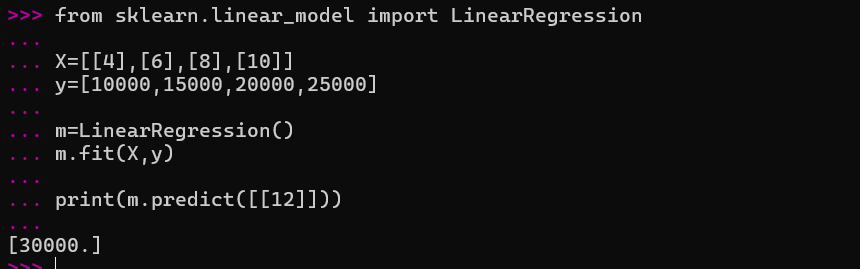 >>> from sklearn.linear_model import LinearRegression
...
... X=[[4],[6],[8],[10]]
... y=[10000,15000,20000,25000]
...
... m=LinearRegression()
... m.fit(X,y)
...
... print(m.predict([[12]]))
...
[30000.]
>>>